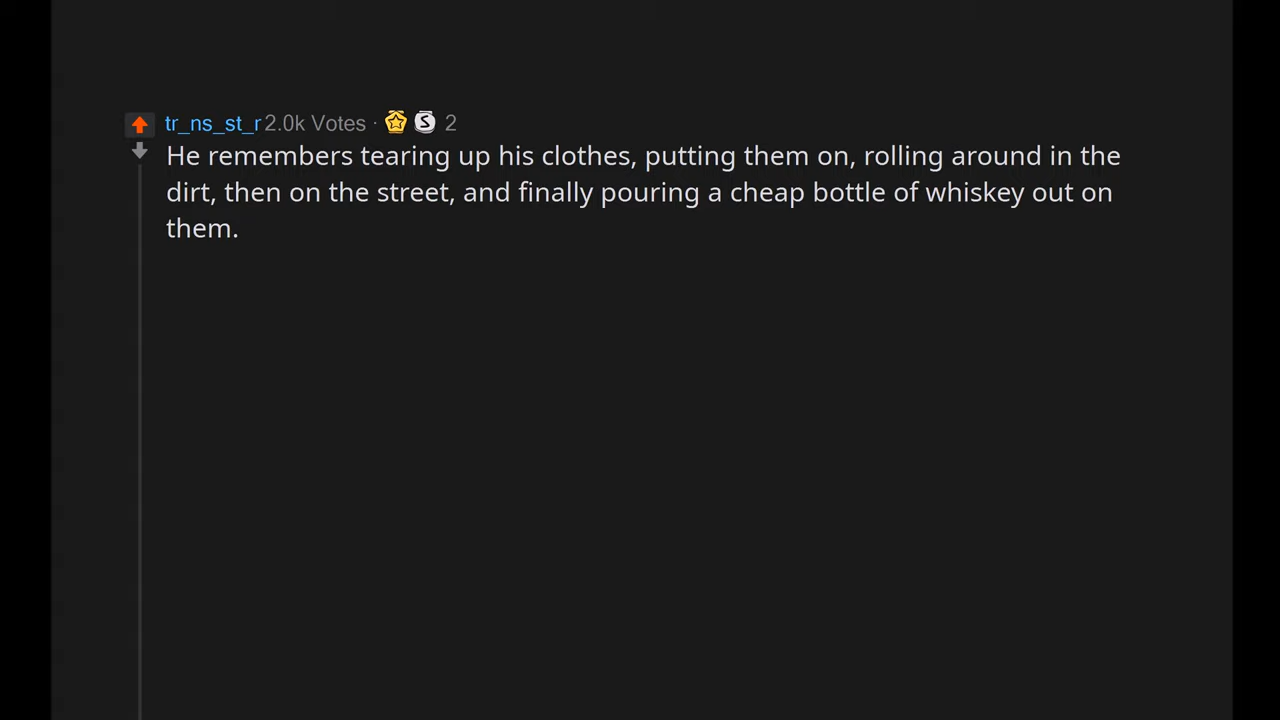 tr_ns_st_r 2.0k Votes · S 2
He remembers tearing up his clothes, putting them on, rolling around in the
dirt, then on the street, and finally pouring a cheap bottle of whiskey out on
them.